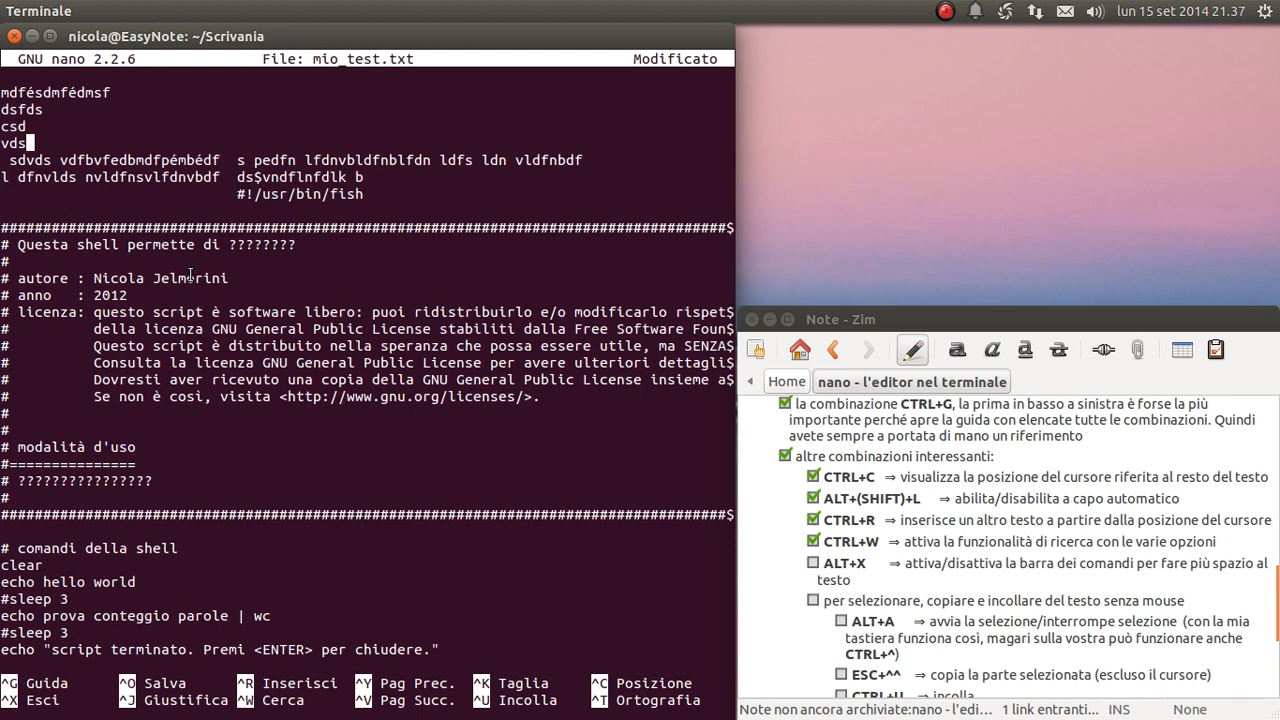 Terminale
lun 15 set 2014 21.37
nicola@EasyNote: ~/Scrivania
GNU nano 2.2.6 File: mio_test.txt Modificato
mdfésdmfédmsf
dsfds
csd
vds
sdvds vdfbvfedbmdfpémbédf s pedfn lfdnvbldfnblfdn ldfs ldn vldfnbdf
l dfnvlds nvldfnsvlfdnvbdf ds$vndflnfdlk b
#!/usr/bin/fish
######################################################################################$
# Questa shell permette di ????????
#
# autore : Nicola Jelmorini
# anno : 2012
# licenza: questo script è software libero: puoi ridistribuirlo e/o modificarlo rispet$
# della licenza GNU General Public License stabiliti dalla Free Software Foun$
# Questo script è distribuito nella speranza che possa essere utile, ma SENZA$
# Consulta la licenza GNU General Public License per avere ulteriori dettagli$
# Dovresti aver ricevuto una copia della GNU General Public License insieme a$
# Se non è così, visita <http://www.gnu.org/licenses/>.
#
#
# modalità d'uso
#===============
# ????????????????
#
######################################################################################$
# comandi della shell
clear
echo hello world
#sleep 3
echo prova conteggio parole | wc
#sleep 3
echo "script terminato. Premi <ENTER> per chiudere."
^G Guida ^O Salva ^R Inserisci ^Y Pag Prec. ^K Taglia ^C Posizione
^X Esci ^J Giustifica ^W Cerca ^V Pag Succ. ^U Incolla ^T Ortografia
Note - Zim
Home nano - l'editor nel terminale
la combinazione CTRL+G, la prima in basso a sinistra è forse la più
importante perché apre la guida con elencate tutte le combinazioni. Quindi
avete sempre a portata di mano un riferimento
altre combinazioni interessanti:
CTRL+C ⇒ visualizza la posizione del cursore riferita al resto del testo
ALT+(SHIFT)+L ⇒ abilita/disabilita a capo automatico
CTRL+R ⇒ inserisce un altro testo a partire dalla posizione del cursore
CTRL+W ⇒ attiva la funzionalità di ricerca con le varie opzioni
ALT+X ⇒ attiva/disattiva la barra dei comandi per fare più spazio al
testo
per selezionare, copiare e incollare del testo senza mouse
ALT+A ⇒ avvia la selezione/interrompe selezione (con la mia
tastiera funziona così, magari sulla vostra può funzionare anche
CTRL+^)
ESC+^^ ⇒ copia la parte selezionata (escluso il cursore)
CTRL+U ⇒ incolla
Note non ancora archiviate:nano - l'edi... 1 link entranti... INS